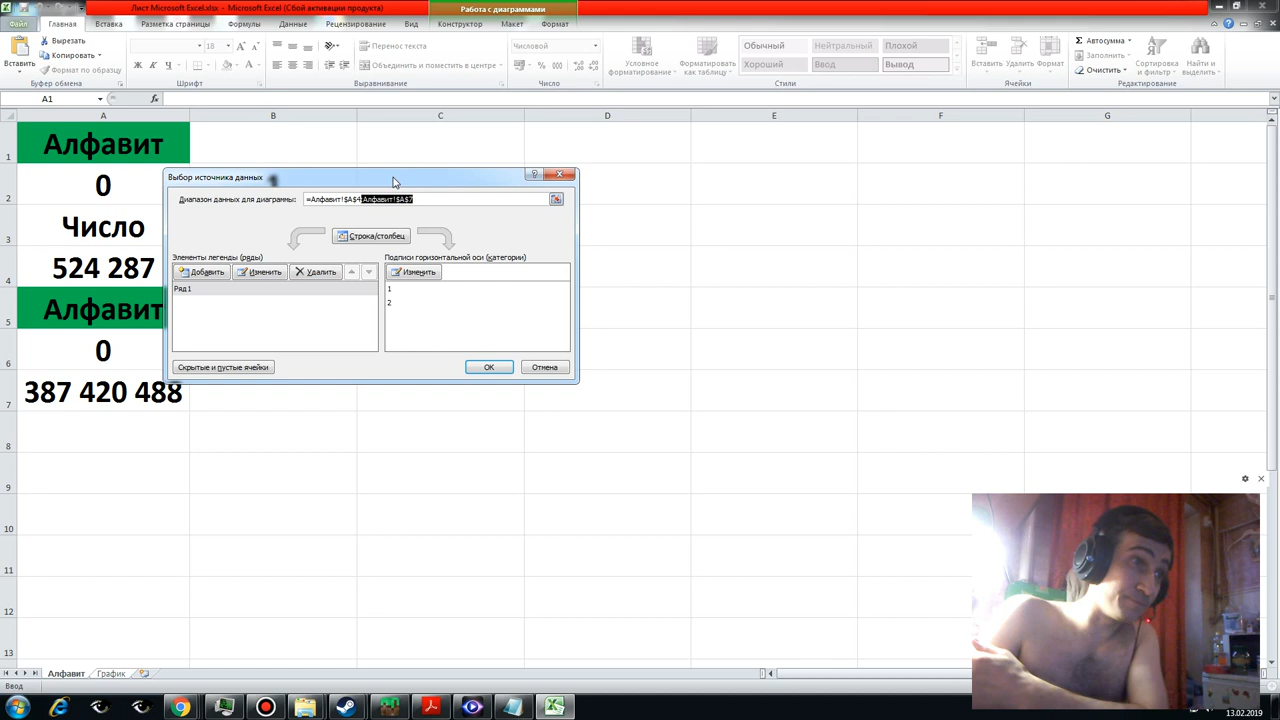 Лист Microsoft Excel.xlsx - Microsoft Excel (Сбой активации продукта)
Работа с диаграммами
Файл Главная Вставка Разметка страницы Формулы Данные Рецензирование Вид Конструктор Макет Формат
Вставить
Вырезать
Копировать
Формат по образцу
Буфер обмена
18
Ж К Ч
Шрифт
Перенос текста
Объединить и поместить в центре
Выравнивание
Числовой
Число
Условное форматирование
Форматировать как таблицу
Обычный Нейтральный Плохой
Хороший Ввод Вывод
Стили
Вставить Удалить Формат
Ячейки
Автосумма
Заполнить
Очистить
Сортировка и фильтр
Найти и выделить
Редактирование
A1
fx
A B C D E F G
1 Алфавит
2 0
3 Число
4 524 287
5 Алфавит
6 0
7 387 420 488
8
9
10
11
12
13
Выбор источника данных
Диапазон данных для диаграммы: =Алфавит!$A$4;Алфавит!$A$7
Строка/столбец
Элементы легенды (ряды)
Добавить Изменить Удалить
Ряд1
Подписи горизонтальной оси (категории)
Изменить
1
2
Скрытые и пустые ячейки
ОК Отмена
Алфавит График
Ввод
13.02.2019